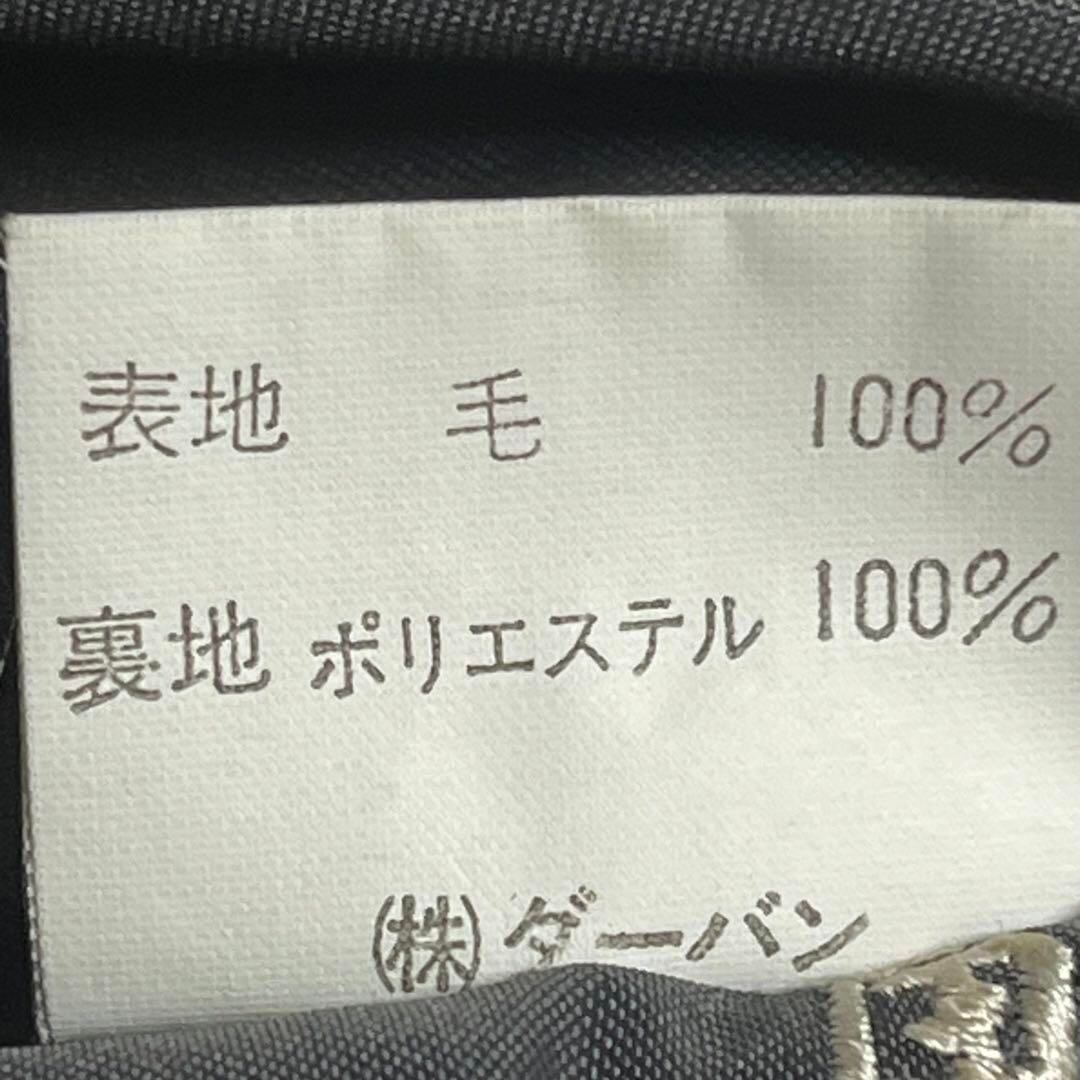 表地 毛 100%
裏地 ポリエステル 100%
(株)ダーバン